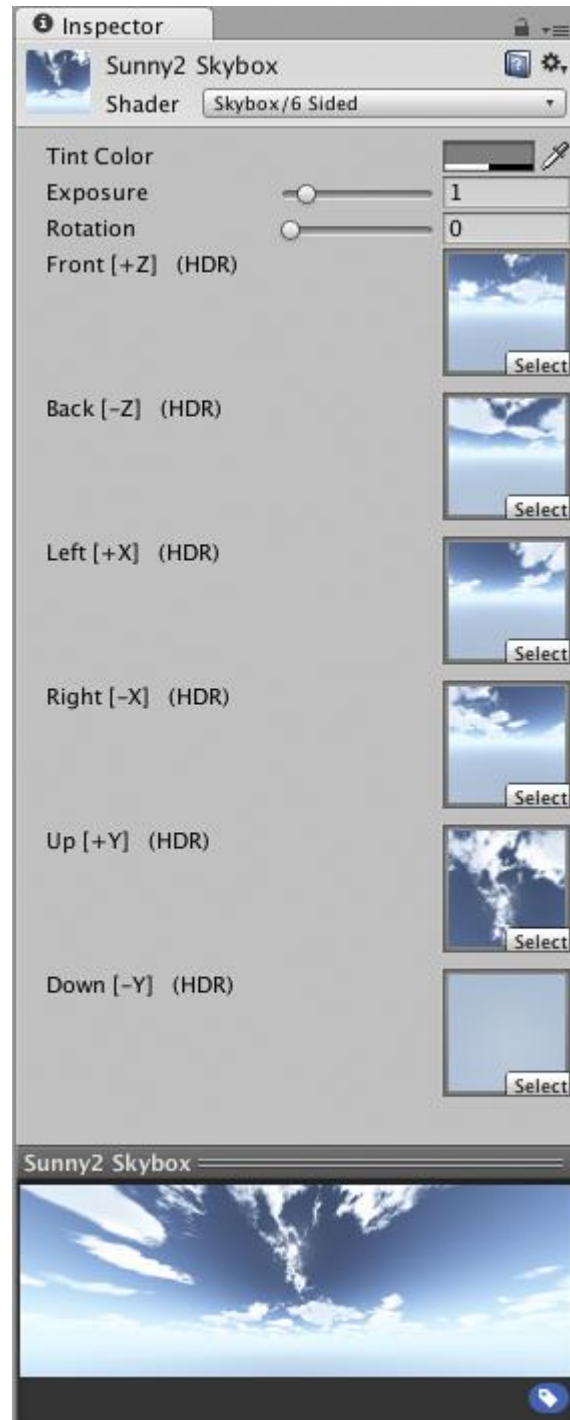 Inspector
Sunny2 Skybox
Shader Skybox/6 Sided
Tint Color
Exposure 1
Rotation 0
Front [+Z] (HDR)
Select
Back [-Z] (HDR)
Select
Left [+X] (HDR)
Select
Right [-X] (HDR)
Select
Up [+Y] (HDR)
Select
Down [-Y] (HDR)
Select
Sunny2 Skybox